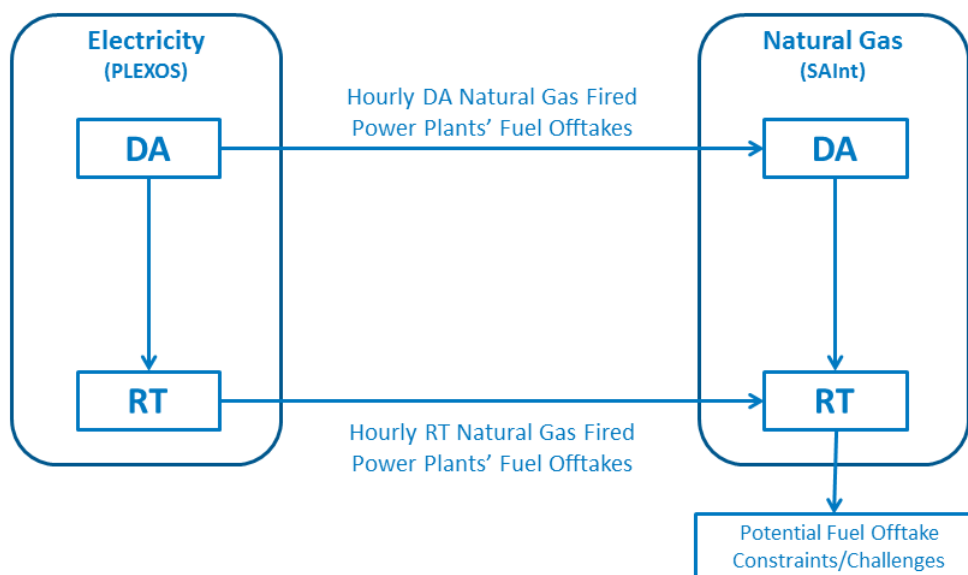 Electricity
(PLEXOS)
Natural Gas
(SAInt)
Hourly DA Natural Gas Fired
Power Plants’ Fuel Offtakes
DA
DA
RT
RT
Hourly RT Natural Gas Fired
Power Plants’ Fuel Offtakes
Potential Fuel Offtake
Constraints/Challenges